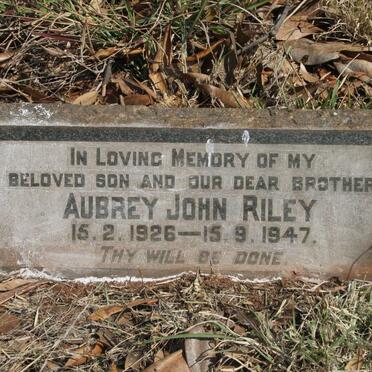 IN LOVING MEMORY OF MY
BELOVED SON AND OUR DEAR BROTHER
AUBREY JOHN RILEY
15. 2. 1926 — 15. 9. 1947.
THY WILL BE DONE